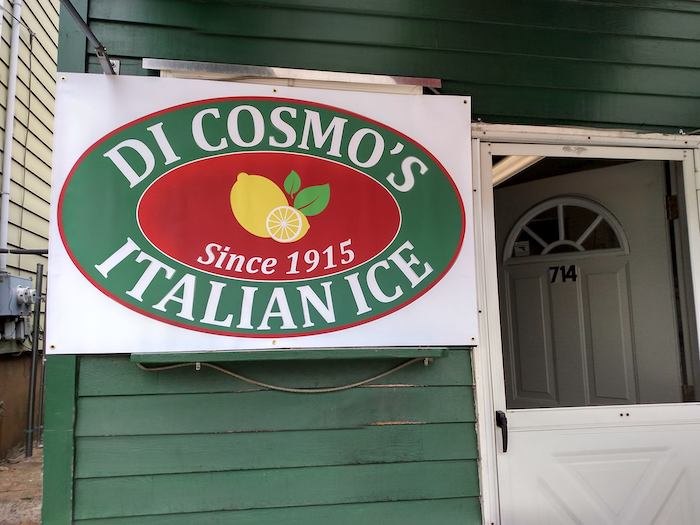 DI COSMO'S
Since 1915
ITALIAN ICE
714